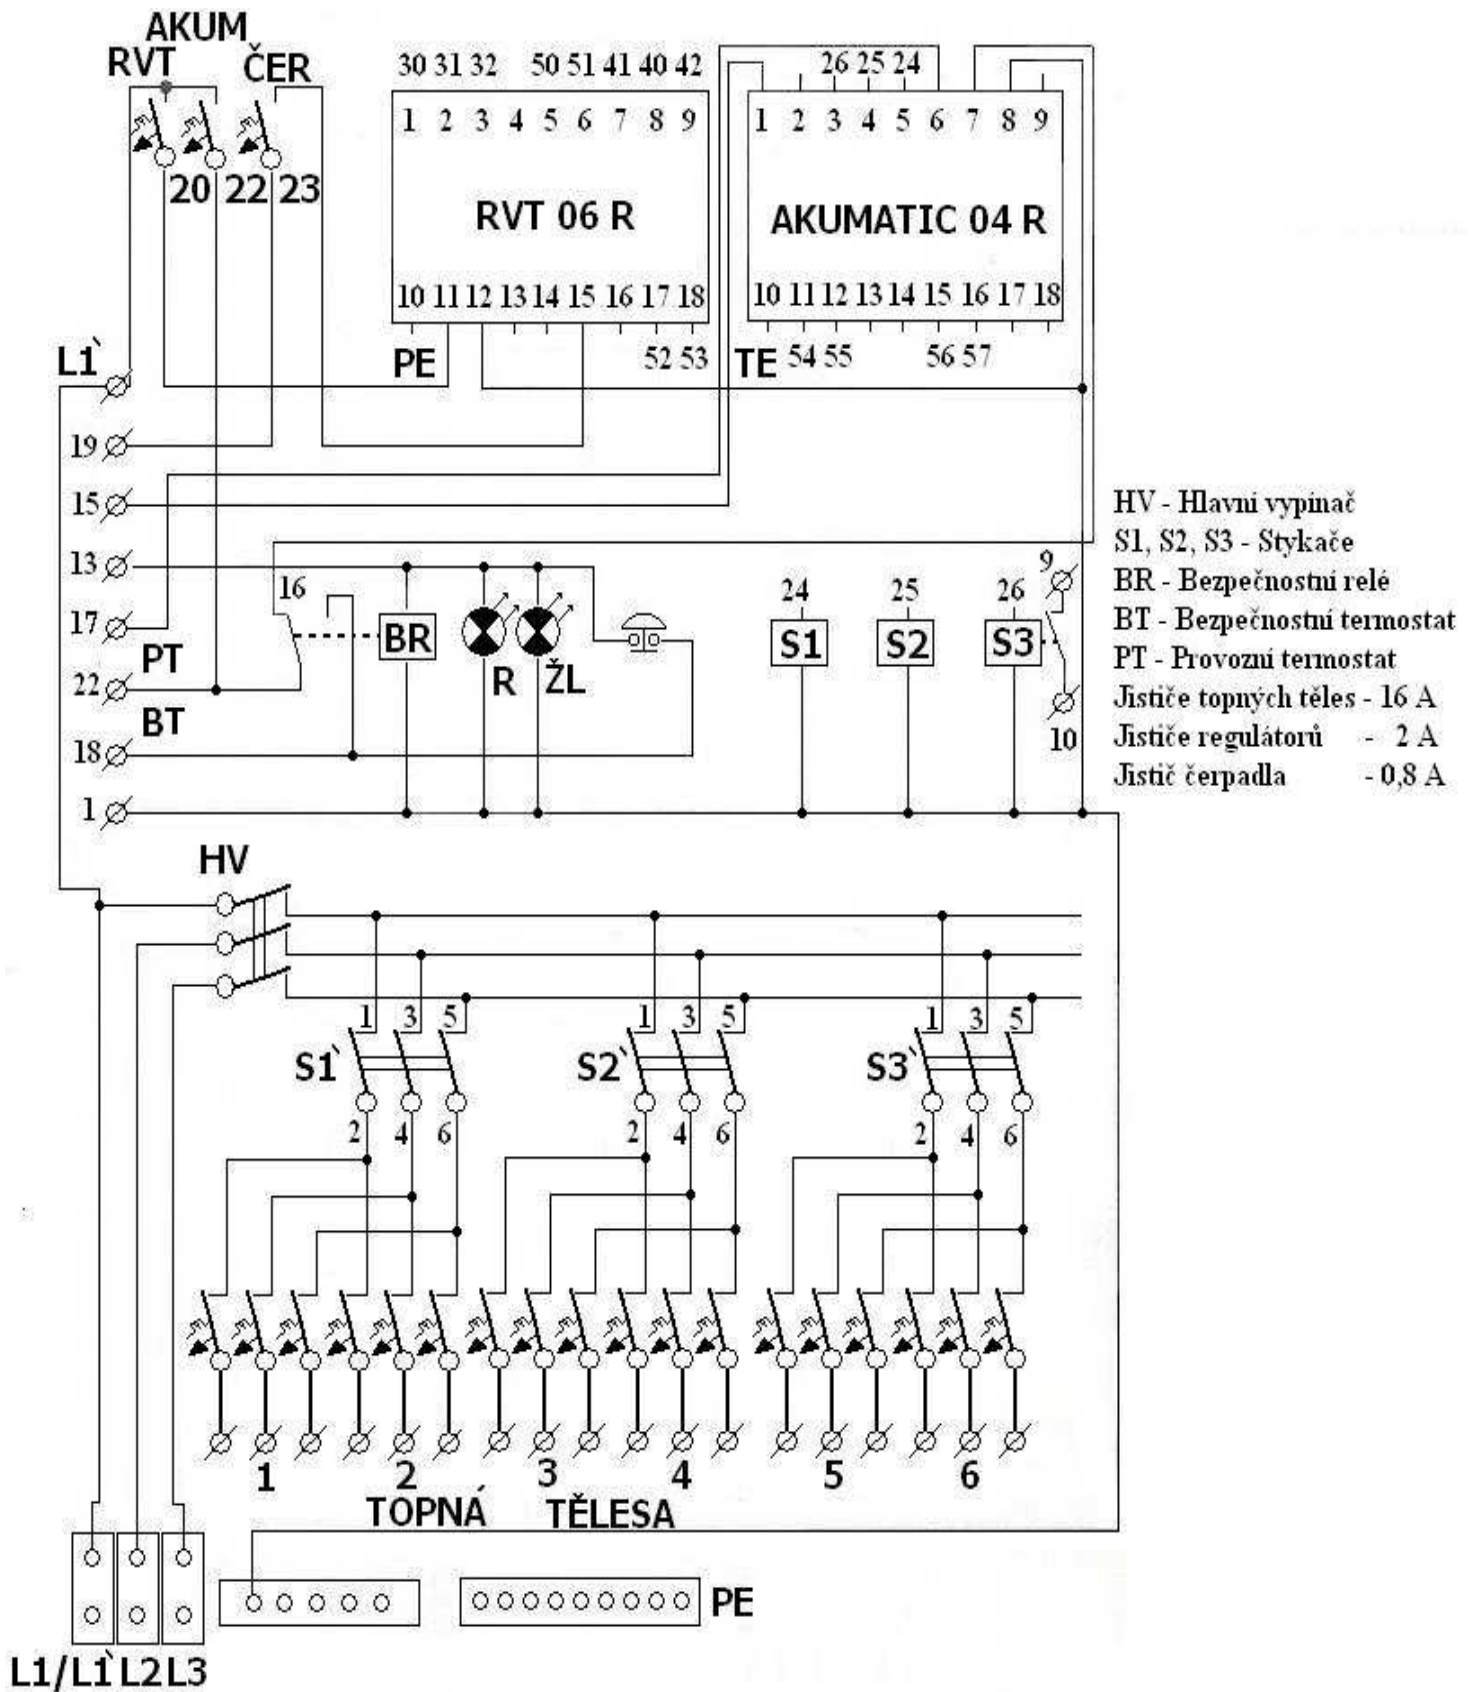 AKUM
RVT ČER
30 31 32 50 51 41 40 42
26 25 24
1 2 3 4 5 6 7 8 9
1 2 3 4 5 6 7 8 9
20 22 23
RVT 06 R
AKUMATIC 04 R
10 11 12 13 14 15 16 17 18
10 11 12 13 14 15 16 17 18
PE 52 53
TE 54 55 56 57
L1`
19
15
13
17
PT
22
BT
18
1
16
BR
R ŽL
24 25 26
S1 S2 S3
9
10
HV - Hlavní vypínač
S1, S2, S3 - Stykače
BR - Bezpečnostní relé
BT - Bezpečnostní termostat
PT - Provozní termostat
Jističe topných těles - 16 A
Jističe regulátorů - 2 A
Jistič čerpadla - 0,8 A
HV
1 3 5 1 3 5 1 3 5
S1` S2` S3`
2 4 6 2 4 6 2 4 6
1 2 3 4 5 6
TOPNÁ TĚLESA
PE
L1/L1` L2 L3